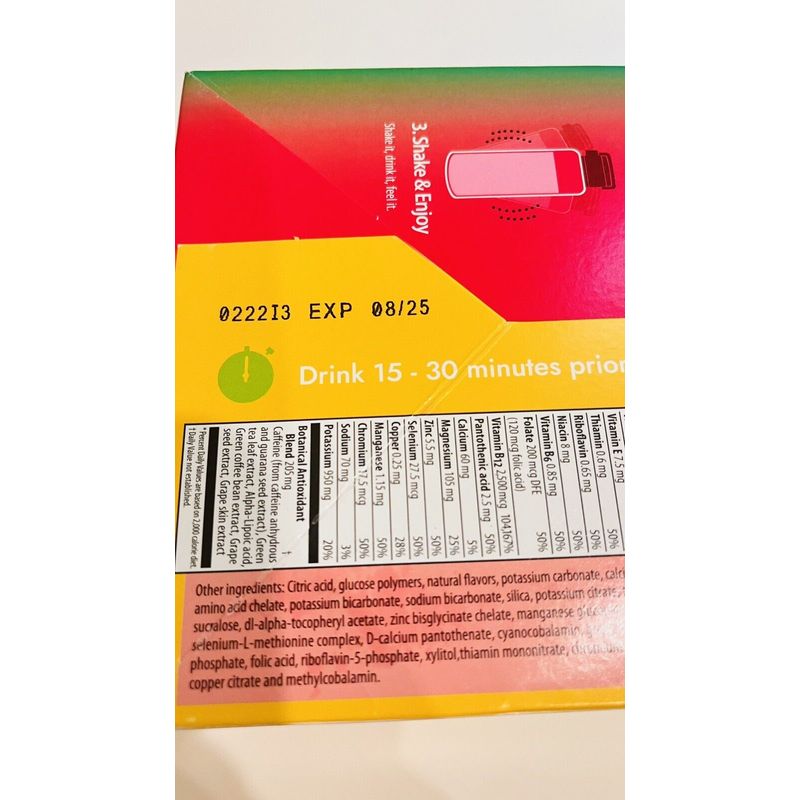 3. Shake & Enjoy
Shake it, drink it, feel it.
0222I3 EXP 08/25
Drink 15 - 30 minutes prior
Vitamin E 7.5 mg 50%
Thiamin 0.6 mg 50%
Riboflavin 0.65 mg 50%
Niacin 8 mg 50%
Vitamin B6 0.85 mg 50%
Folate 200 mcg DFE 50%
(120 mcg folic acid)
Vitamin B12 2,500 mcg 104,167%
Pantothenic acid 2.5 mg 50%
Calcium 60 mg 5%
Magnesium 105 mg 25%
Zinc 5.5 mg 50%
Selenium 27.5 mcg 50%
Copper 0.25 mg 28%
Manganese 1.15 mg 50%
Chromium 17.5 mcg 50%
Sodium 70 mg 3%
Potassium 950 mg 20%
Botanical Antioxidant
Blend 205 mg †
Caffeine (from caffeine anhydrous
and guarana seed extract), Green
tea leaf extract, Alpha-Lipoic acid,
Green coffee bean extract, Grape
seed extract, Grape skin extract
* Percent Daily Values are based on 2,000 calorie diet.
† Daily Value not established.
Other ingredients: Citric acid, glucose polymers, natural flavors, potassium carbonate, calci
amino acid chelate, potassium bicarbonate, sodium bicarbonate, silica, potassium citrate,
sucralose, dl-alpha-tocopheryl acetate, zinc bisglycinate chelate, manganese
selenium-L-methionine complex, D-calcium pantothenate, cyanocobalamin,
phosphate, folic acid, riboflavin-5-phosphate, xylitol,thiamin mononitrate, chromium
copper citrate and methylcobalamin.